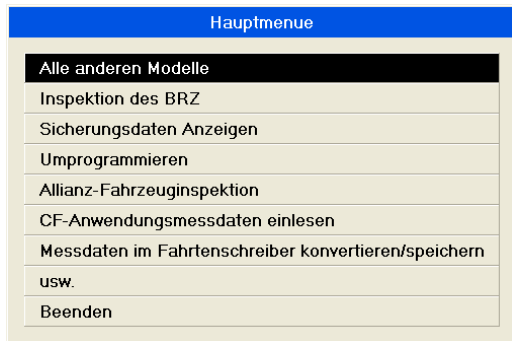 Hauptmenue
Alle anderen Modelle
Inspektion des BRZ
Sicherungsdaten Anzeigen
Umprogrammieren
Allianz-Fahrzeuginspektion
CF-Anwendungsmessdaten einlesen
Messdaten im Fahrtenschreiber konvertieren/speichern
usw.
Beenden